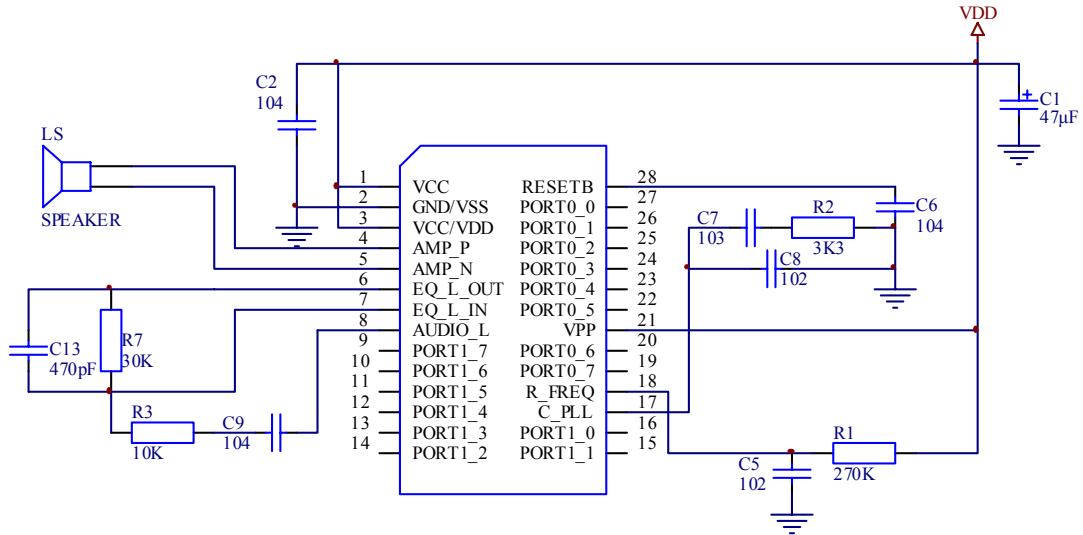 VDD
C2
104
C1
47μF
LS
SPEAKER
1 VCC
2 GND/VSS
3 VCC/VDD
4 AMP_P
5 AMP_N
6 EQ_L_OUT
7 EQ_L_IN
8 AUDIO_L
9 PORT1_7
10 PORT1_6
11 PORT1_5
12 PORT1_4
13 PORT1_3
14 PORT1_2
RESETB 28
PORT0_0 27
PORT0_1 26
PORT0_2 25
PORT0_3 24
PORT0_4 23
PORT0_5 22
VPP 21
PORT0_6 20
PORT0_7 19
R_FREQ 18
C_PLL 17
PORT1_0 16
PORT1_1 15
C7
103
R2
3K3
C6
104
C8
102
C13
470pF
R7
30K
R3
10K
C9
104
C5
102
R1
270K